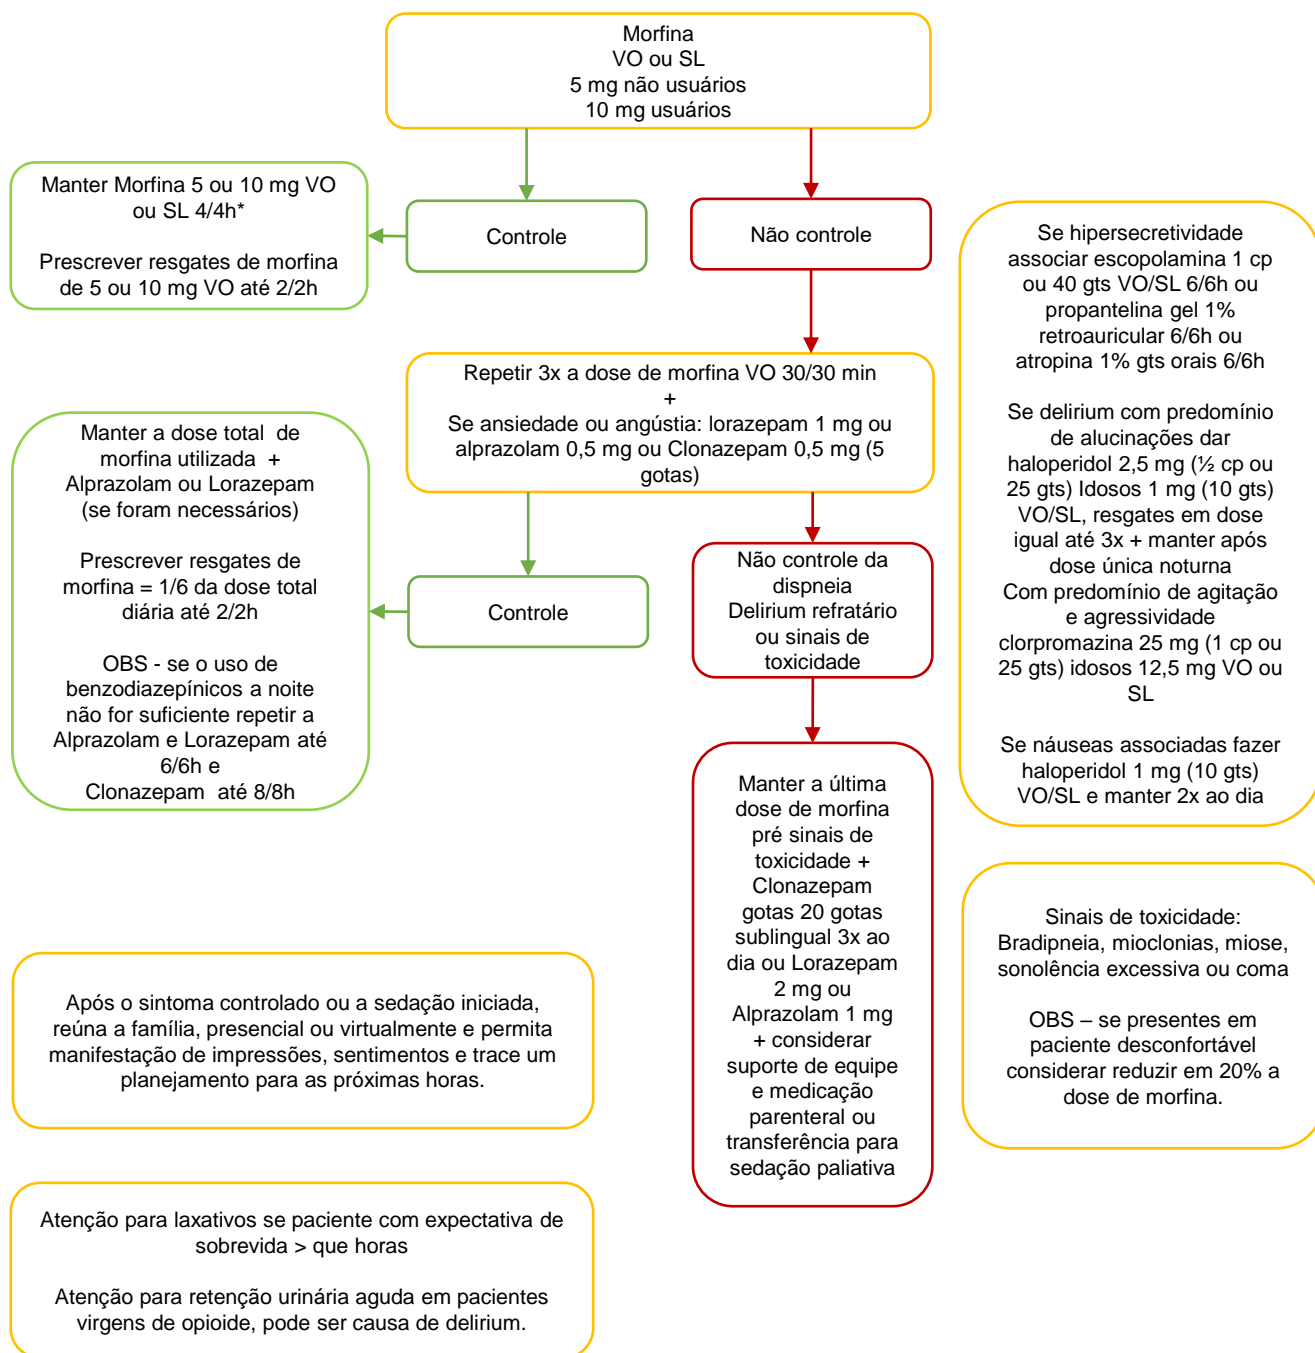 Morfina
VO ou SL
5 mg não usuários
10 mg usuários
Manter Morfina 5 ou 10 mg VO
ou SL 4/4h*
Prescrever resgates de morfina
de 5 ou 10 mg VO até 2/2h
Controle
Não controle
Se hipersecretividade
associar escopolamina 1 cp
ou 40 gts VO/SL 6/6h ou
propantelina gel 1%
retroauricular 6/6h ou
atropina 1% gts orais 6/6h
Se delirium com predomínio
de alucinações dar
haloperidol 2,5 mg (½ cp ou
25 gts) Idosos 1 mg (10 gts)
VO/SL, resgates em dose
igual até 3x + manter após
dose única noturna
Com predomínio de agitação
e agressividade
clorpromazina 25 mg (1 cp ou
25 gts) idosos 12,5 mg VO ou
SL
Se náuseas associadas fazer
haloperidol 1 mg (10 gts)
VO/SL e manter 2x ao dia
Repetir 3x a dose de morfina VO 30/30 min
+
Se ansiedade ou angústia: lorazepam 1 mg ou
alprazolam 0,5 mg ou Clonazepam 0,5 mg (5
gotas)
Manter a dose total de
morfina utilizada +
Alprazolam ou Lorazepam
(se foram necessários)
Prescrever resgates de
morfina = 1/6 da dose total
diária até 2/2h
OBS - se o uso de
benzodiazepínicos a noite
não for suficiente repetir a
Alprazolam e Lorazepam até
6/6h e
Clonazepam até 8/8h
Controle
Não controle da
dispneia
Delirium refratário
ou sinais de
toxicidade
Manter a última
dose de morfina
pré sinais de
toxicidade +
Clonazepam
gotas 20 gotas
sublingual 3x ao
dia ou Lorazepam
2 mg ou
Alprazolam 1 mg
+ considerar
suporte de equipe
e medicação
parenteral ou
transferência para
sedação paliativa
Sinais de toxicidade:
Bradipneia, mioclonias, miose,
sonolência excessiva ou coma
OBS – se presentes em
paciente desconfortável
considerar reduzir em 20% a
dose de morfina.
Após o sintoma controlado ou a sedação iniciada,
reúna a família, presencial ou virtualmente e permita
manifestação de impressões, sentimentos e trace um
planejamento para as próximas horas.
Atenção para laxativos se paciente com expectativa de
sobrevida > que horas
Atenção para retenção urinária aguda em pacientes
virgens de opioide, pode ser causa de delirium.